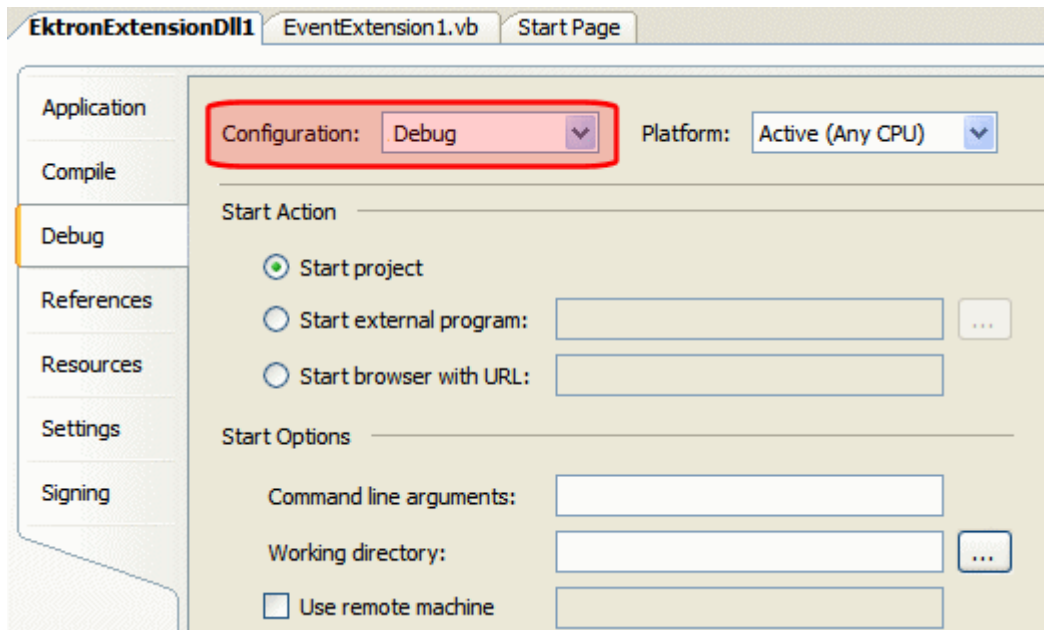 EktronExtensionDll1 EventExtension1.vb Start Page
Application
Compile
Debug
References
Resources
Settings
Signing
Configuration: Debug Platform: Active (Any CPU)
Start Action
Start project
Start external program: ...
Start browser with URL:
Start Options
Command line arguments:
Working directory: ...
Use remote machine